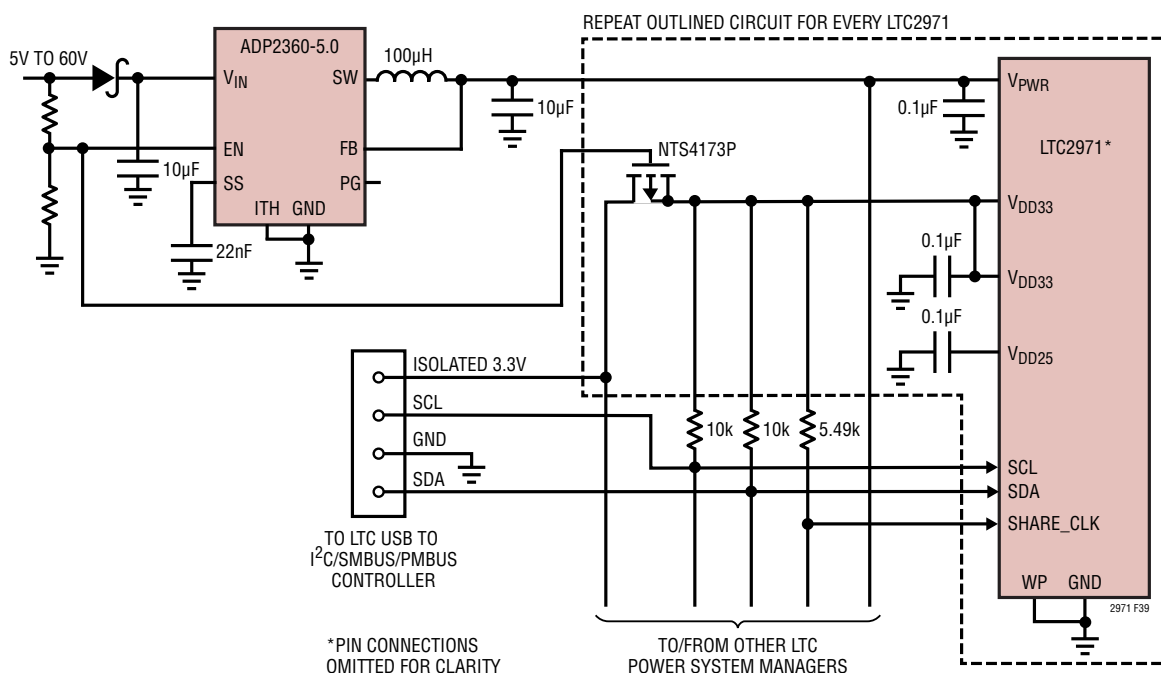 REPEAT OUTLINED CIRCUIT FOR EVERY LTC2971
5V TO 60V
ADP2360-5.0
VIN
SW
EN
FB
SS
PG
ITH
GND
100µH
10µF
10µF
22nF
0.1µF
NTS4173P
VPWR
LTC2971*
VDD33
0.1µF
VDD33
0.1µF
VDD25
ISOLATED 3.3V
SCL
GND
SDA
10k
10k
5.49k
SCL
SDA
SHARE_CLK
WP
GND
2971 F39
TO LTC USB TO
I2C/SMBUS/PMBUS
CONTROLLER
*PIN CONNECTIONS
OMITTED FOR CLARITY
TO/FROM OTHER LTC
POWER SYSTEM MANAGERS